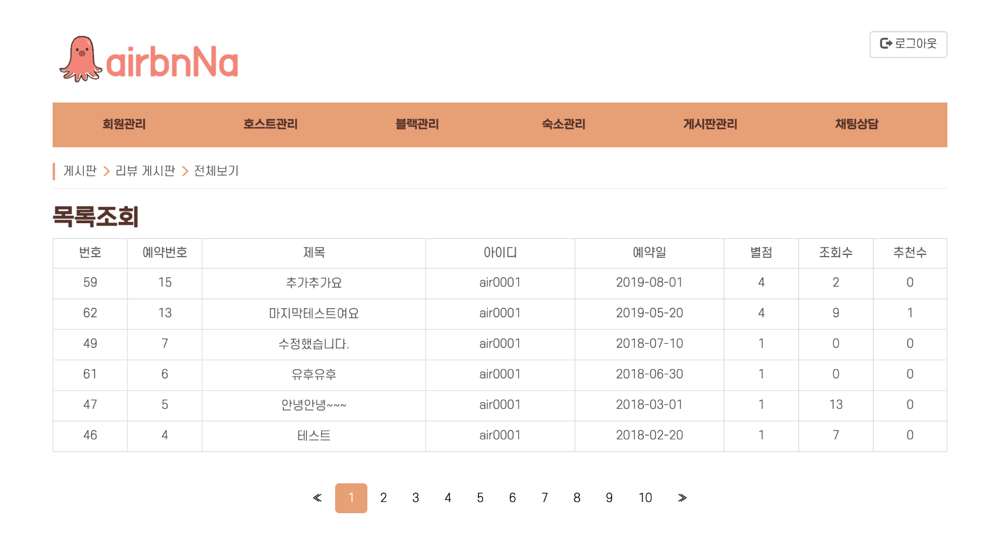 airbnNa
로그아웃
회원관리 호스트관리 블랙관리 숙소관리 게시판관리 채팅상담
게시판 > 리뷰 게시판 > 전체보기
목록조회
번호 예약번호 제목 아이디 예약일 별점 조회수 추천수
59 15 추가추가요 air0001 2019-08-01 4 2 0
62 13 마지막테스트여요 air0001 2019-05-20 4 9 1
49 7 수정했습니다. air0001 2018-07-10 1 0 0
61 6 유후유후 air0001 2018-06-30 1 0 0
47 5 안녕안녕~~~ air0001 2018-03-01 1 13 0
46 4 테스트 air0001 2018-02-20 1 7 0
≪ 1 2 3 4 5 6 7 8 9 10 ≫